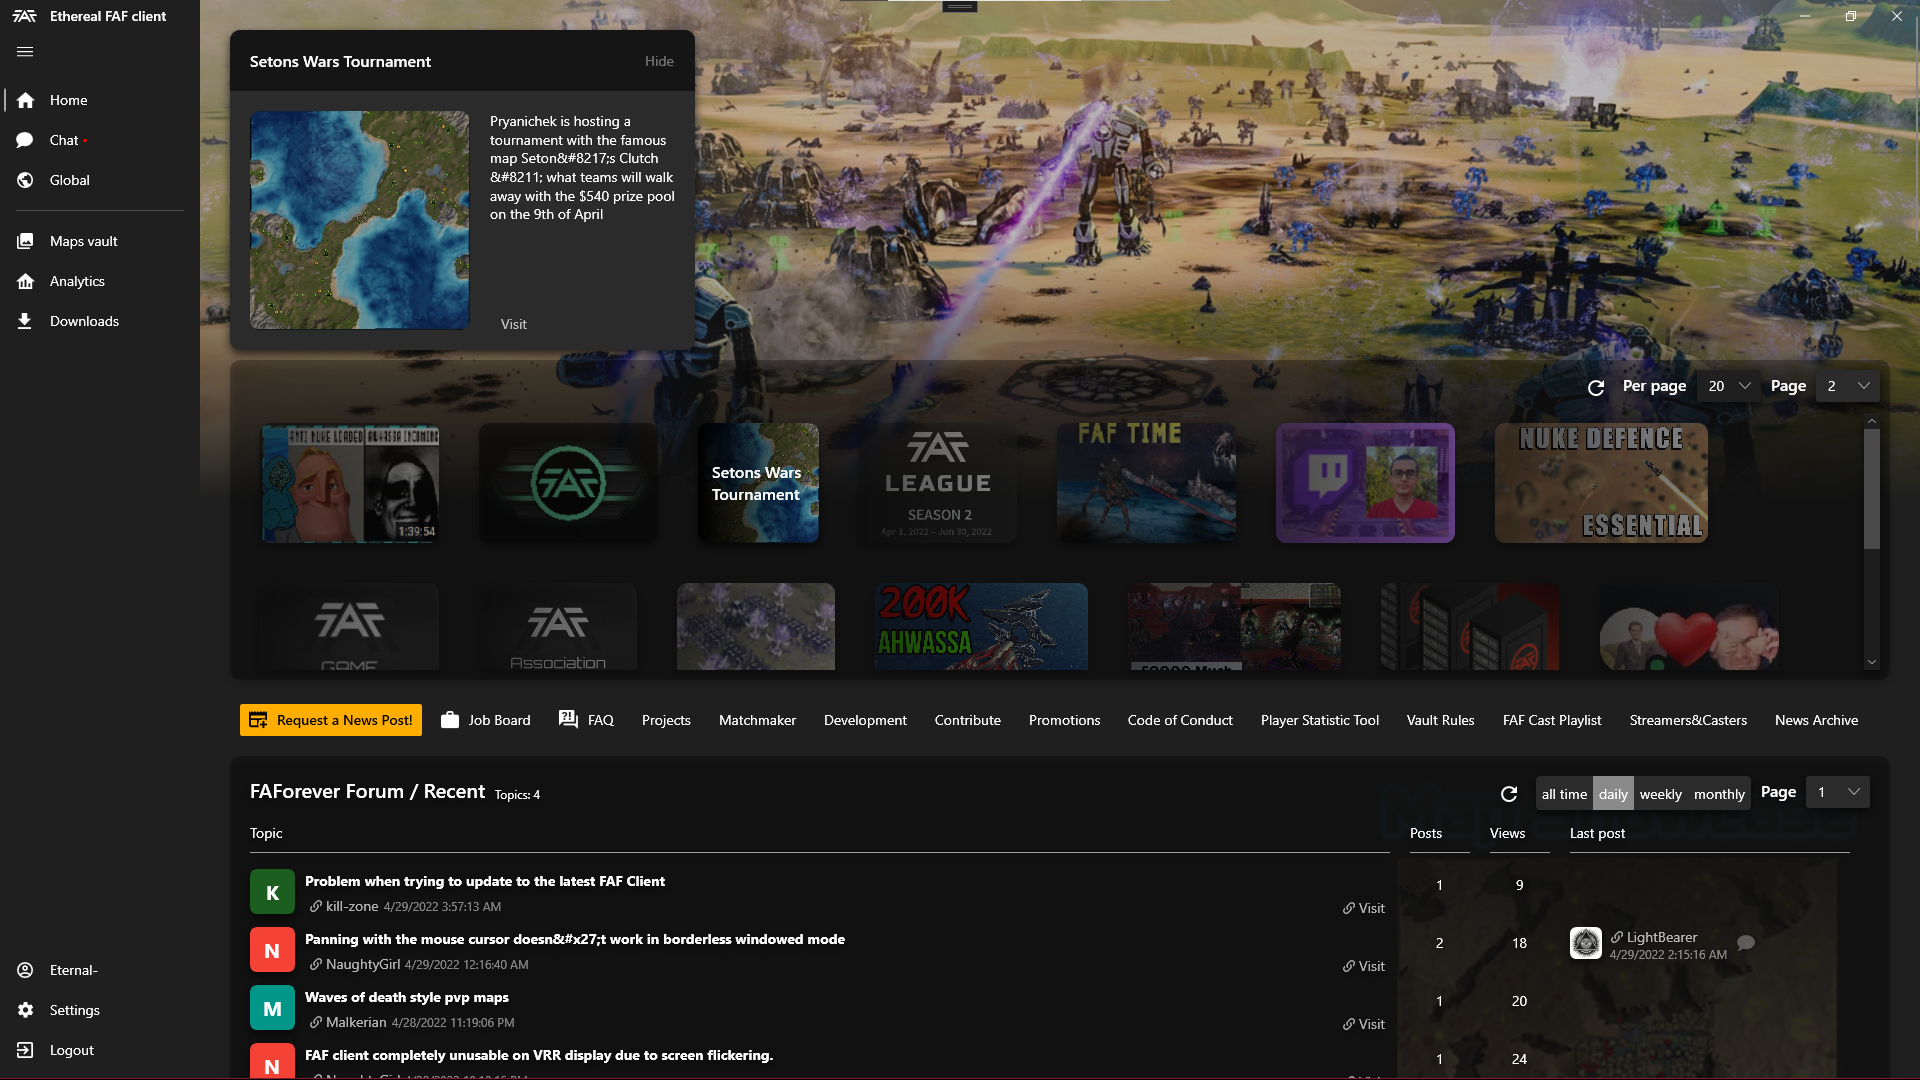 FAF Ethereal FAF client
Home
Chat
Global
Maps vault
Analytics
Downloads
Eternal-
Settings
Logout
Setons Wars Tournament
Hide
Pryanichek is hosting a
tournament with the famous
map Seton&#8217;s Clutch
&#8211; what teams will walk
away with the $540 prize pool
on the 9th of April
Visit
Per page 20 Page 2
ANTI NUKE LOADED AHWASSA INCOMING
1:39:54
FAF
Setons Wars
Tournament
FAF
LEAGUE
SEASON 2
Apr 1, 2022 - Jun 30, 2022
FAF TIME
NUKE DEFENCE
ESSENTIAL
FAF
GAME
FAF
Association
200K
AHWASSA
SOOOO Much
FAF
Request a News Post!
Job Board
FAQ
Projects
Matchmaker
Development
Contribute
Promotions
Code of Conduct
Player Statistic Tool
Vault Rules
FAF Cast Playlist
Streamers&Casters
News Archive
FAForever Forum / Recent Topics: 4
all time daily weekly monthly Page 1
Topic Posts Views Last post
K Problem when trying to update to the latest FAF Client
kill-zone 4/29/2022 3:57:13 AM
Visit
1 9
N Panning with the mouse cursor doesn&#x27;t work in borderless windowed mode
NaughtyGirl 4/29/2022 12:16:40 AM
Visit
2 18
LightBearer
4/29/2022 2:15:16 AM
M Waves of death style pvp maps
Malkerian 4/28/2022 11:19:06 PM
Visit
1 20
N FAF client completely unusable on VRR display due to screen flickering.
1 24